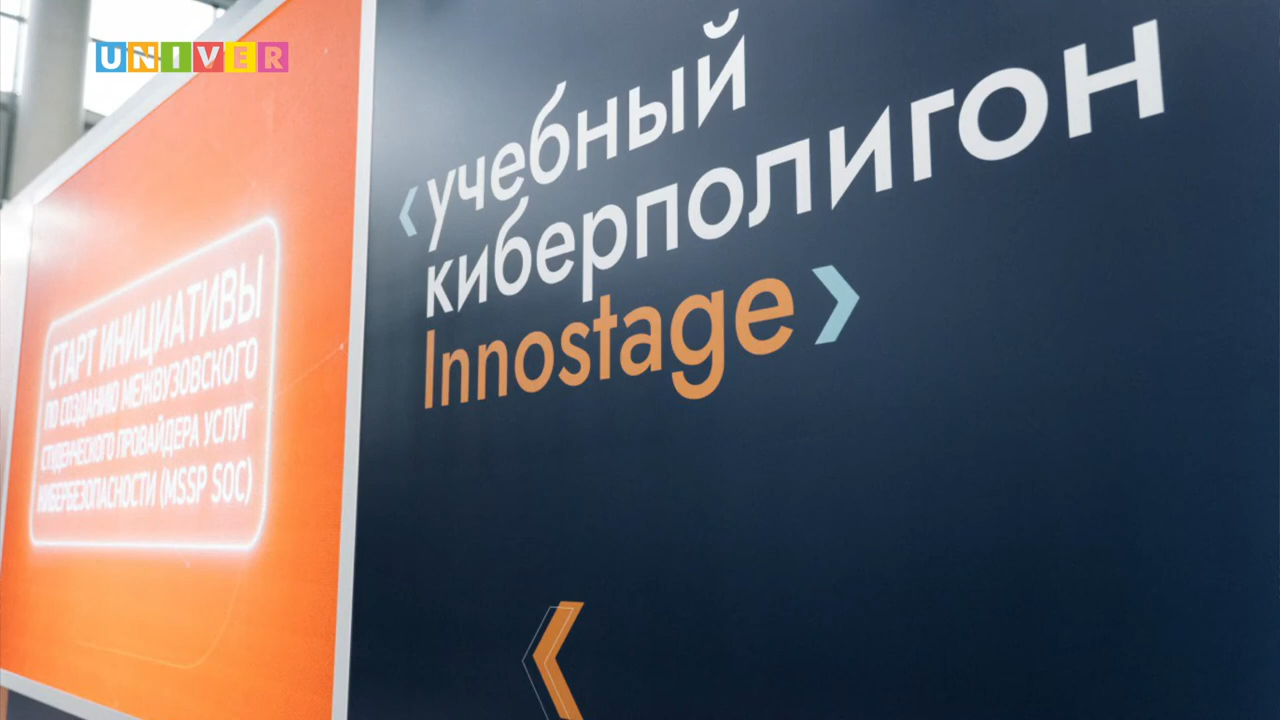 UNIVER
СТАРТ ИНИЦИАТИВЫ
ПО СОЗДАНИЮ МЕЖВУЗОВСКОГО
СТУДЕНЧЕСКОГО ПРОВАЙДЕРА УСЛУГ
КИБЕРБЕЗОПАСНОСТИ (MSSP SOC)
‹учебный
киберполигон
Innostage›